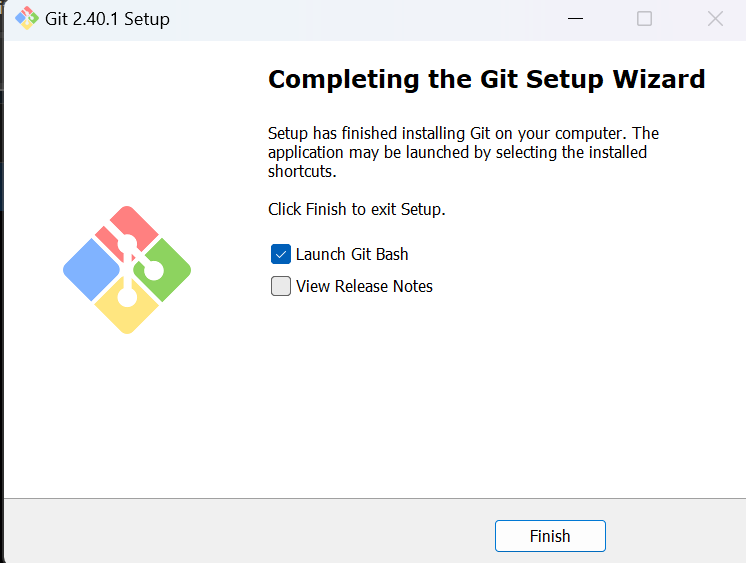 Git 2.40.1 Setup
Completing the Git Setup Wizard
Setup has finished installing Git on your computer. The
application may be launched by selecting the installed
shortcuts.
Click Finish to exit Setup.
Launch Git Bash
View Release Notes
Finish